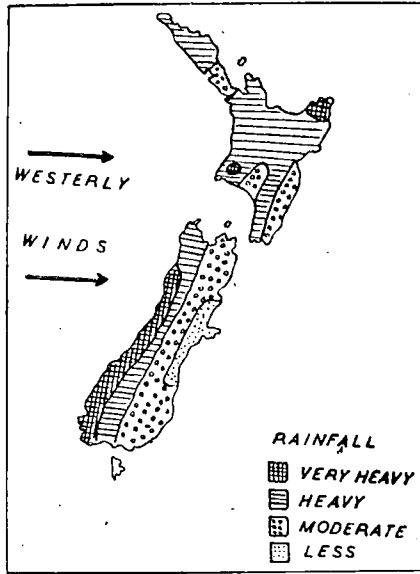 WESTERLY
WINDS
RAINFALL
VERY HEAVY
HEAVY
MODERATE
LESS